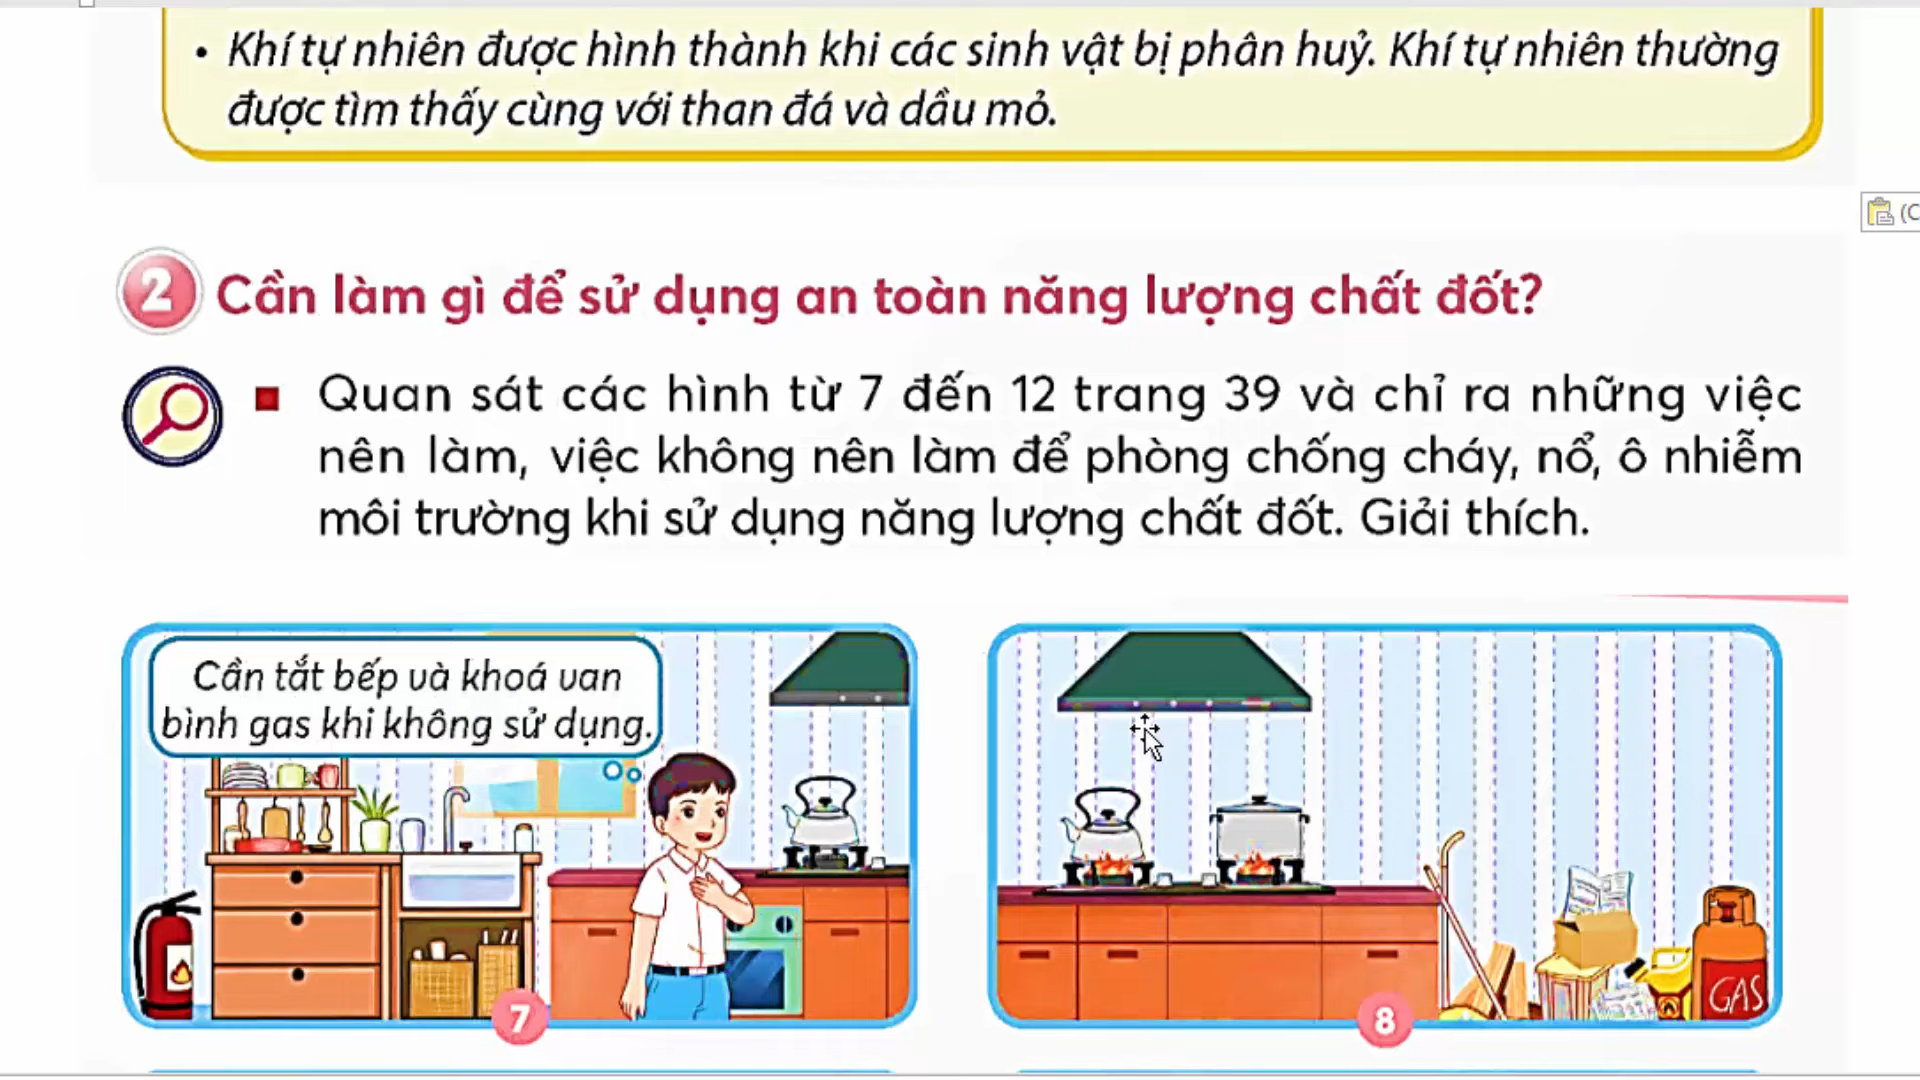 • Khí tự nhiên được hình thành khi các sinh vật bị phân huỷ. Khí tự nhiên thường
được tìm thấy cùng với than đá và dầu mỏ.
(C
2 Cần làm gì để sử dụng an toàn năng lượng chất đốt?
■ Quan sát các hình từ 7 đến 12 trang 39 và chỉ ra những việc
nên làm, việc không nên làm để phòng chống cháy, nổ, ô nhiễm
môi trường khi sử dụng năng lượng chất đốt. Giải thích.
Cần tắt bếp và khoá van
bình gas khi không sử dụng.
7
GAS
8